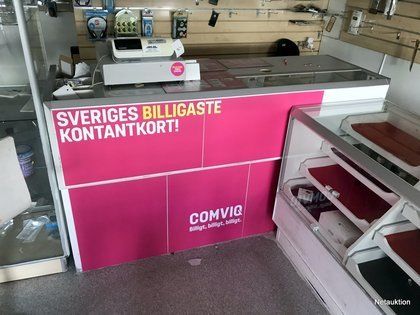 SVERIGES BILLIGASTE
KONTANTKORT!
COMVIQ
Billigt, billigt, billigt.
Netauktion